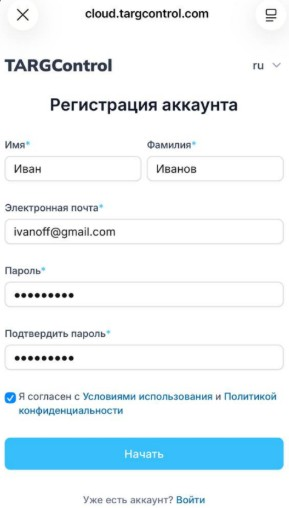 cloud.targcontrol.com
TARGControl
ru
Регистрация аккаунта
Имя* Фамилия*
Иван Иванов
Электронная почта*
ivanoff@gmail.com
Пароль*
•••••••••
Подтвердить пароль*
•••••••••
Я согласен с Условиями использования и Политикой
конфиденциальности
Начать
Уже есть аккаунт? Войти